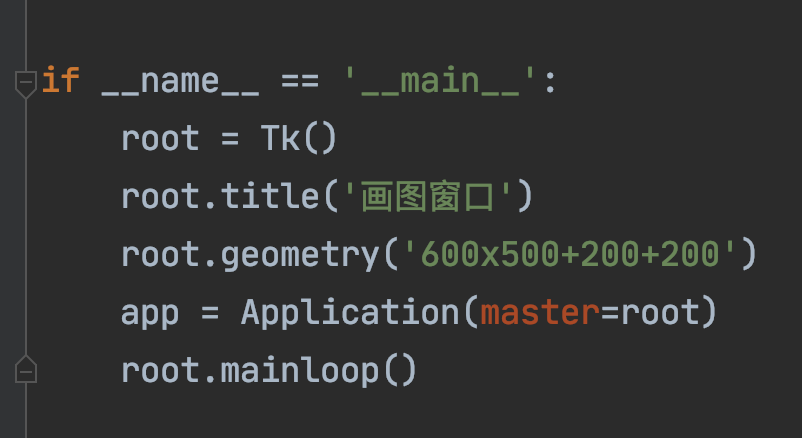 if __name__ == '__main__':
    root = Tk()
    root.title('画图窗口')
    root.geometry('600x500+200+200')
    app = Application(master=root)
    root.mainloop()